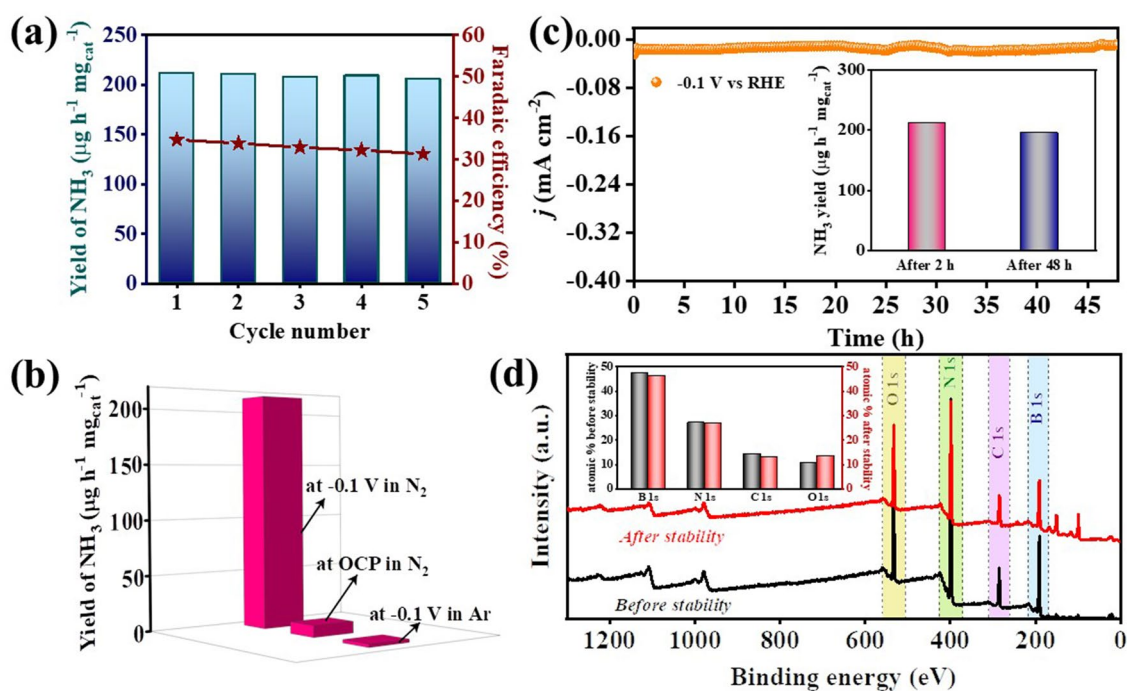 (a)
Yield of NH3 (μg h-1 mgcat-1)
250
200
150
100
50
0
1 2 3 4 5
Cycle number
60
50
40
30
20
10
0
Faradaic efficiency (%)
(c)
j (mA cm-2)
0.00
-0.08
-0.16
-0.24
-0.32
-0.40
-0.1 V vs RHE
NH3 yield (μg h-1 mgcat-1)
300
200
100
0
After 2 h After 48 h
0 5 10 15 20 25 30 35 40 45
Time (h)
(b)
Yield of NH3 (μg h-1 mgcat-1)
200
150
100
50
0
at -0.1 V in N2
at OCP in N2
at -0.1 V in Ar
(d)
Intensity (a.u.)
atomic % before stability
50
40
30
20
10
0
B 1s N 1s C 1s O 1s
50
40
30
20
10
0
atomic % after stability
O 1s
N 1s
C 1s
B 1s
After stability
Before stability
1200 1000 800 600 400 200 0
Binding energy (eV)